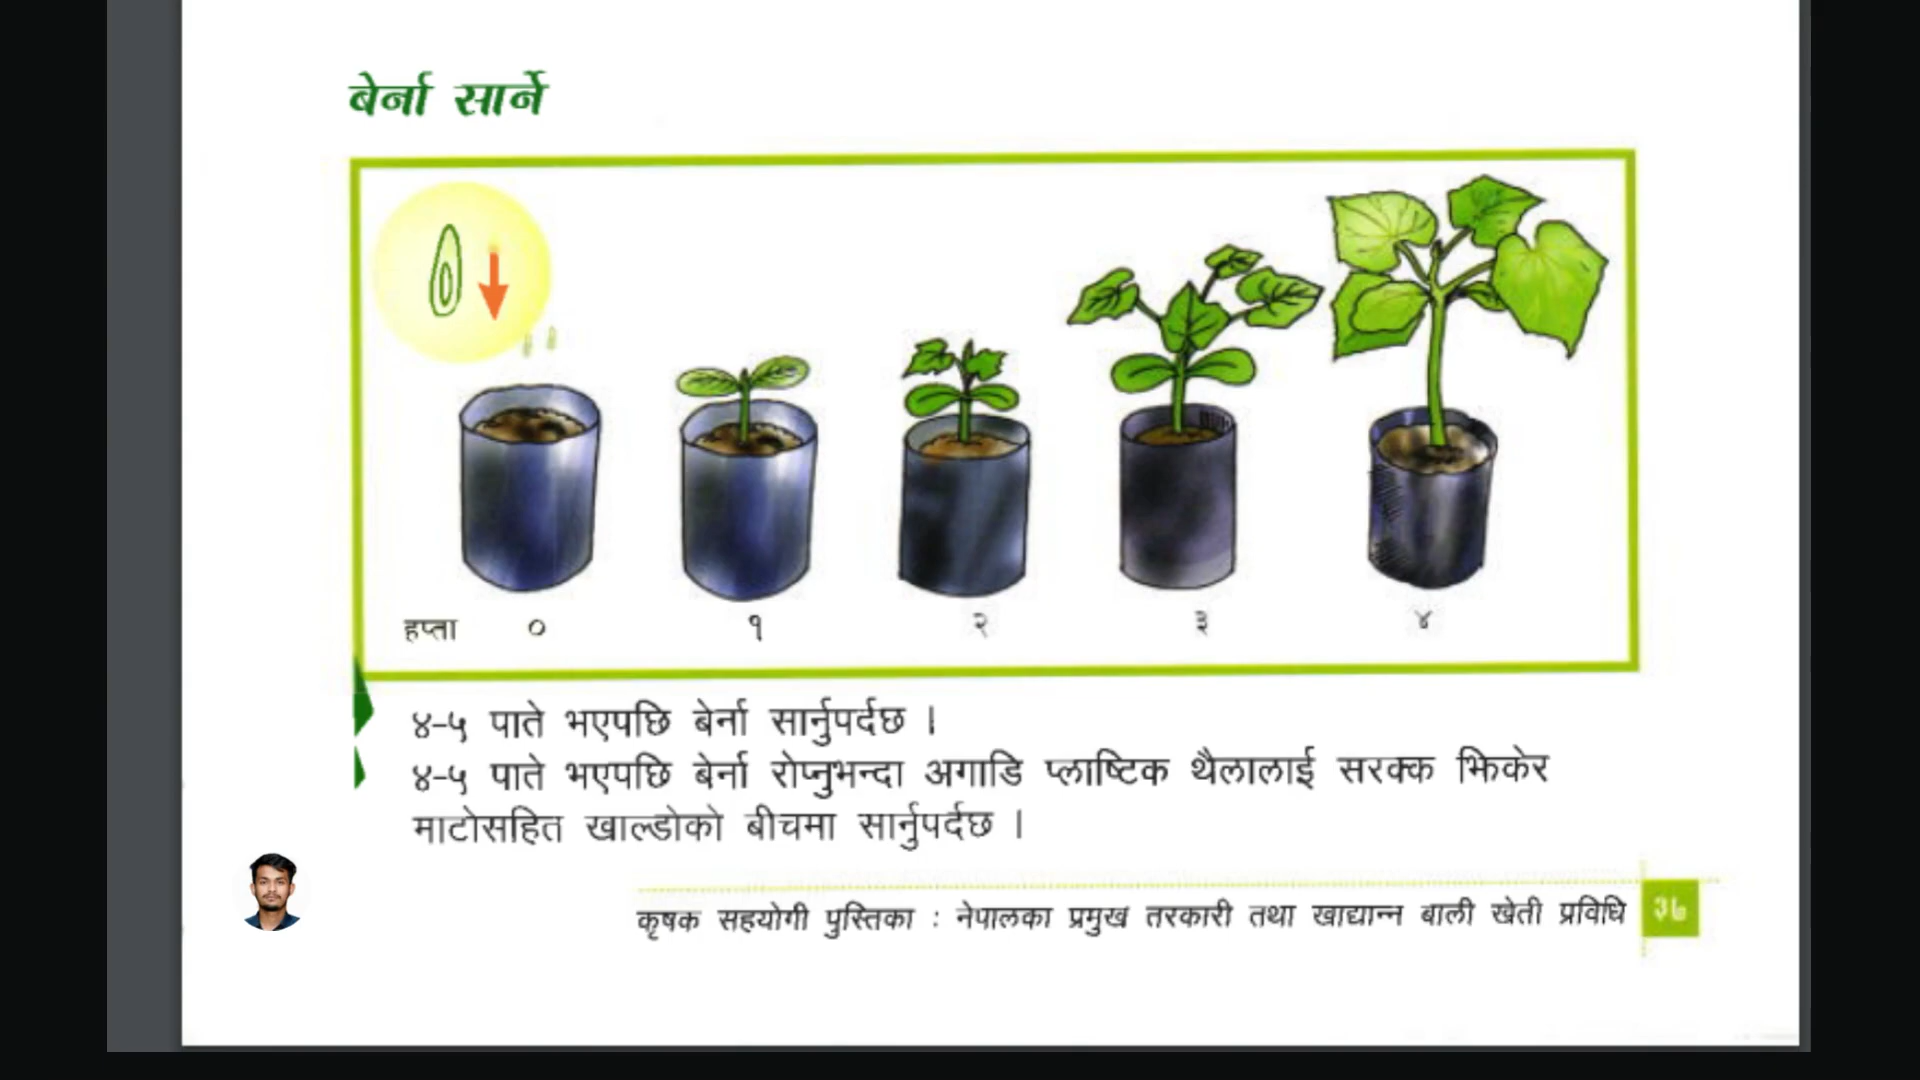 बेर्ना सार्ने
हप्ता ० १ २ ३ ४
४-५ पाते भएपछि बेर्ना सार्नुपर्दछ ।
४-५ पाते भएपछि बेर्ना रोप्नुभन्दा अगाडि प्लाष्टिक थैलालाई सरक्क झिकेर
माटोसहित खाल्डोको बीचमा सार्नुपर्दछ ।
कृषक सहयोगी पुस्तिका : नेपालका प्रमुख तरकारी तथा खाद्यान्न बाली खेती प्रविधि ३७